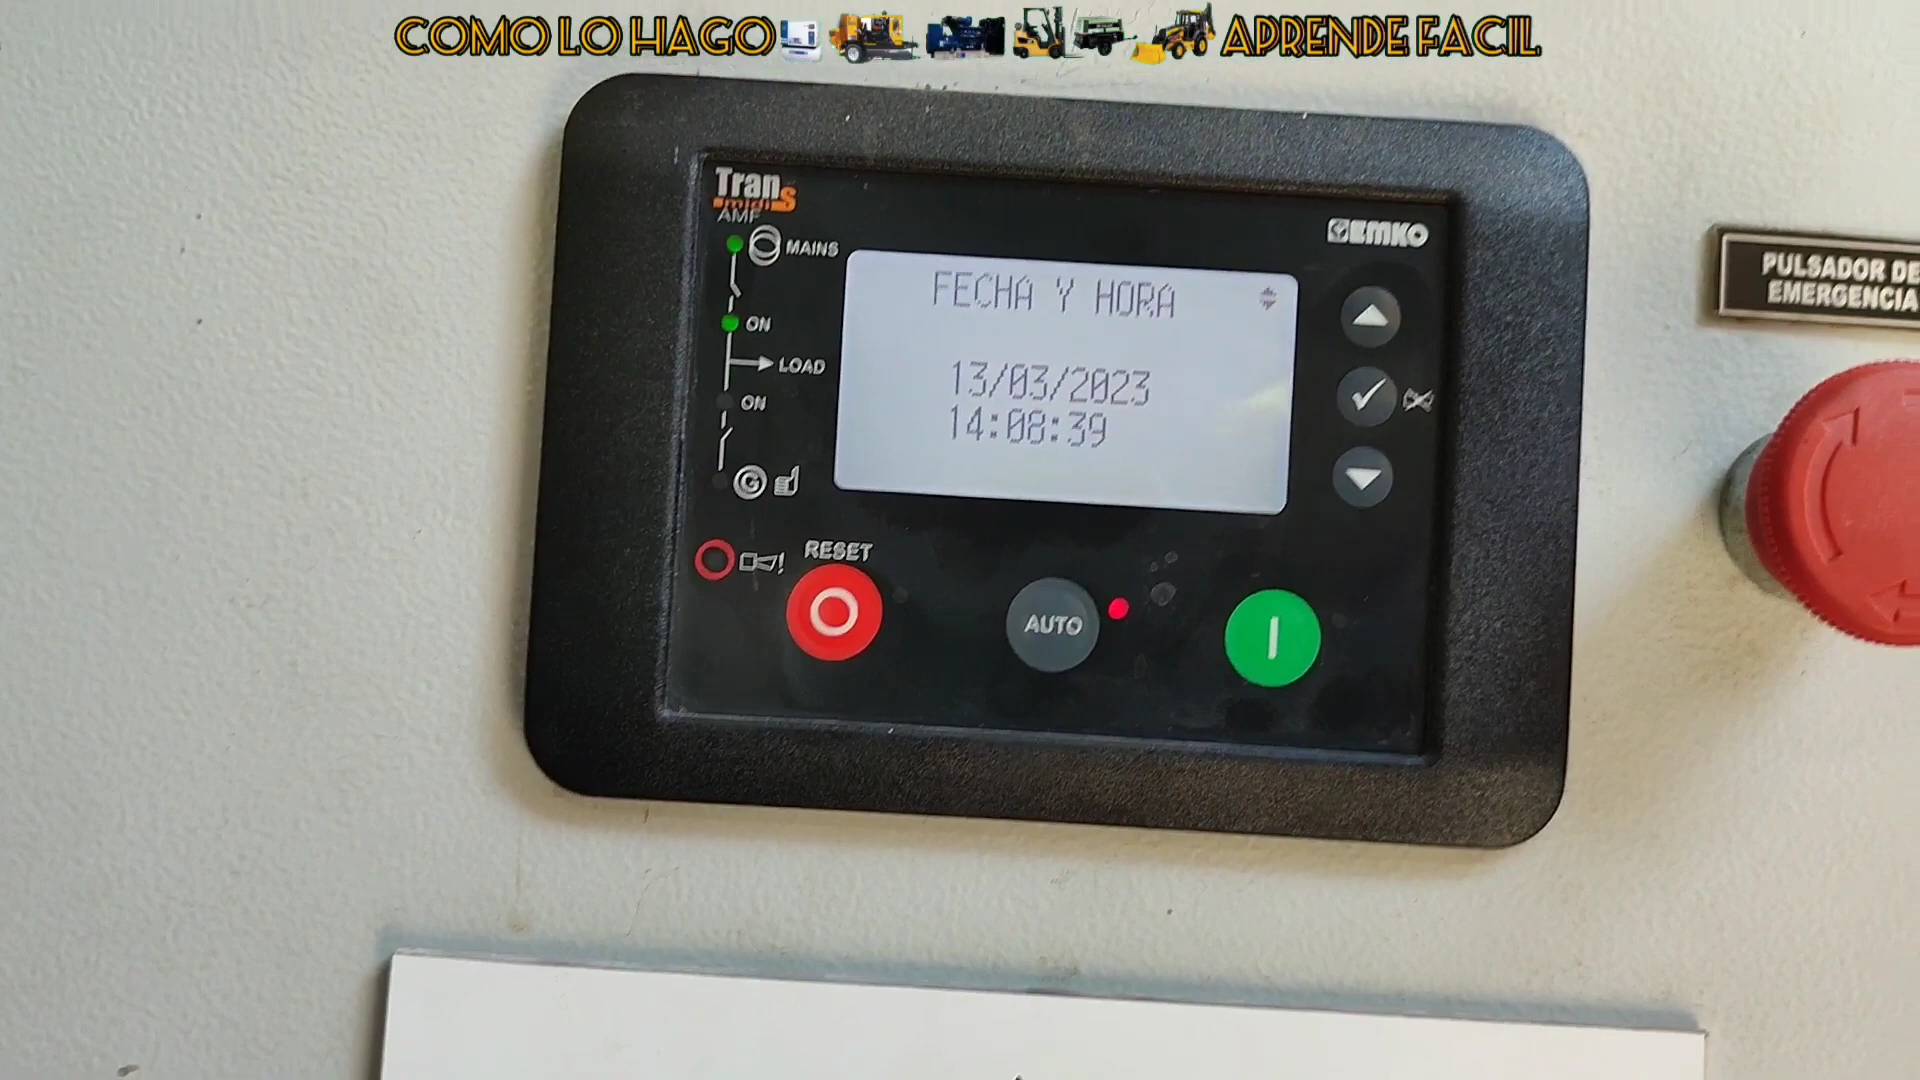 COMO LO HAGO APRENDE FACIL
Trans
midi
AMF
MAINS
EMKO
ON
LOAD
ON
FECHA Y HORA
13/03/2023
14:08:39
G
RESET
AUTO
PULSADOR DE
EMERGENCIA